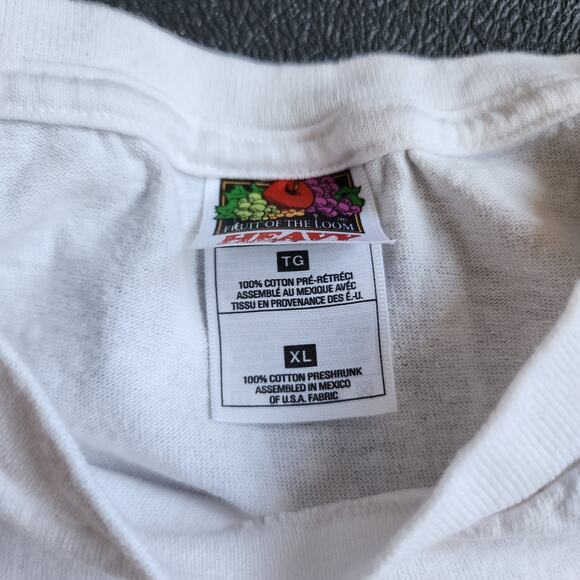 FRUIT OF THE LOOM ®
HEAVY
TG
100% COTON PRÉ-RÉTRÉCI
ASSEMBLÉ AU MEXIQUE AVÉC
TISSU EN PROVENANCE DES É.-U.
XL
100% COTTON PRESHRUNK
ASSEMBLED IN MEXICO
OF U.S.A. FABRIC